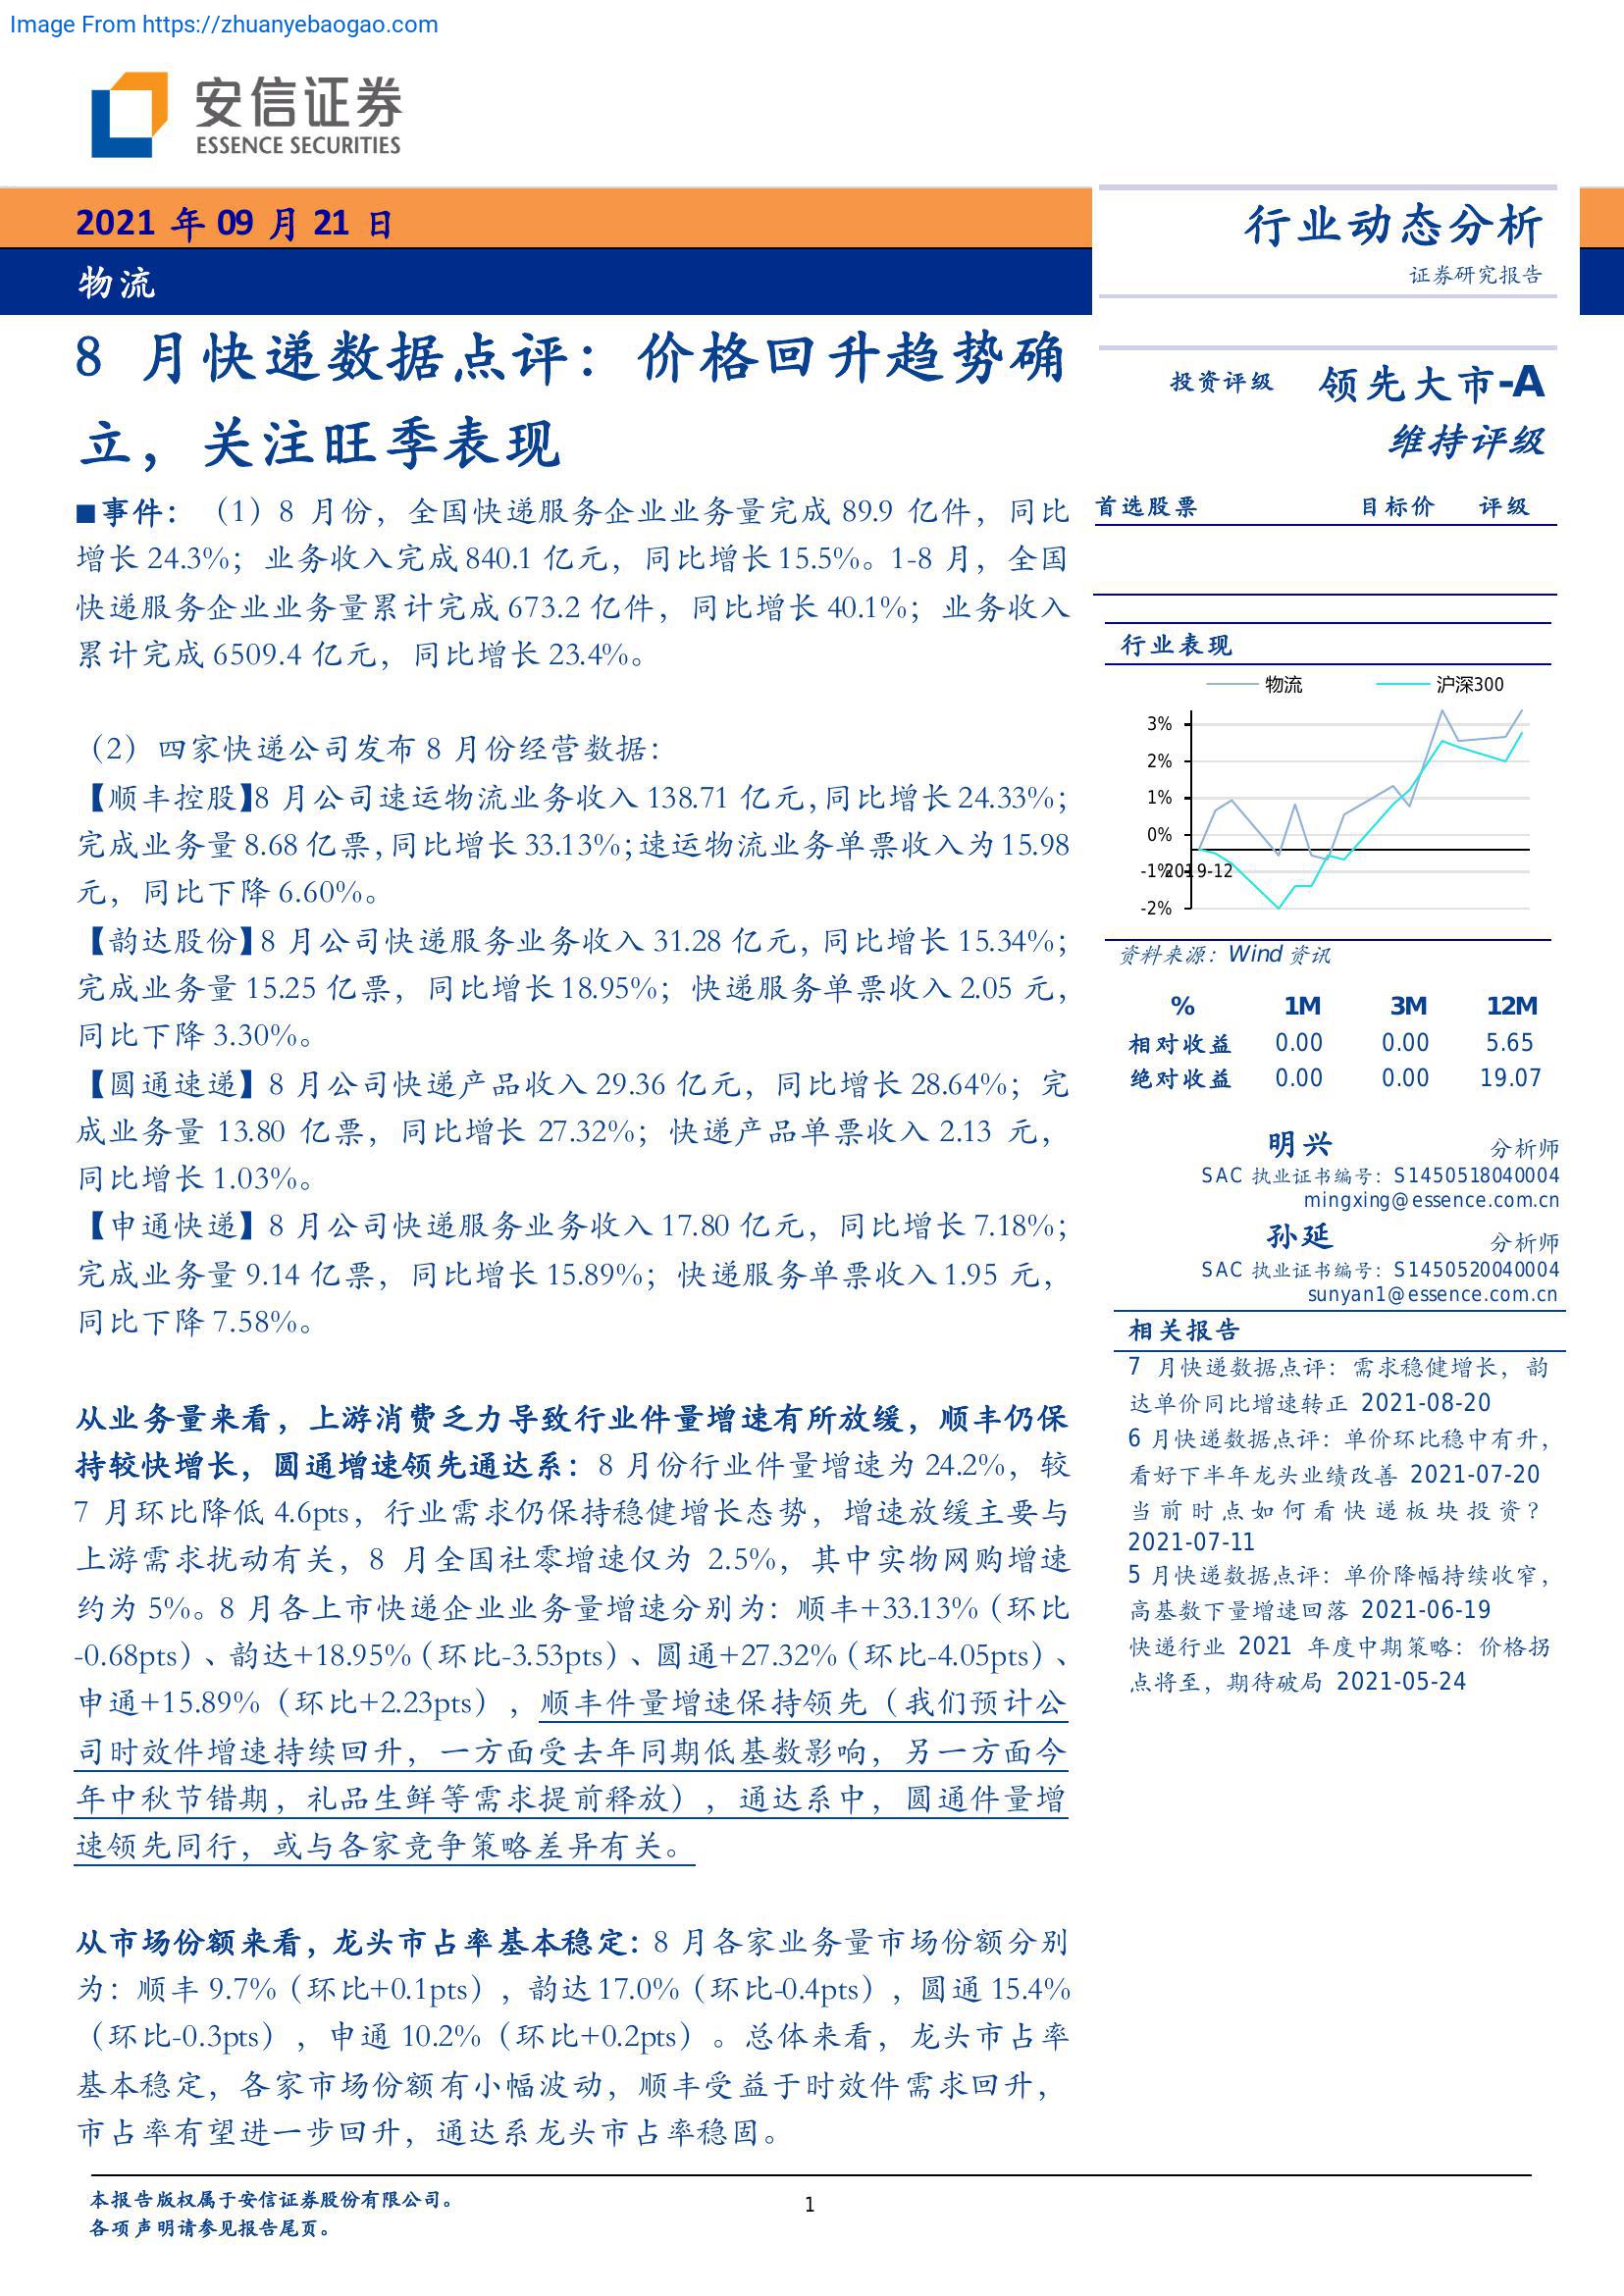 Image From https://zhuanyebaogao.com
安信证券
ESSENCE SECURITIES
2021 年 09 月 21 日
物流
行业动态分析
证券研究报告
8 月快递数据点评：价格回升趋势确
立，关注旺季表现
■事件：（1）8 月份，全国快递服务企业业务量完成 89.9 亿件，同比
增长 24.3%；业务收入完成 840.1 亿元，同比增长 15.5%。1-8 月，全国
快递服务企业业务量累计完成 673.2 亿件，同比增长 40.1%；业务收入
累计完成 6509.4 亿元，同比增长 23.4%。
（2）四家快递公司发布 8 月份经营数据：
【顺丰控股】8 月公司速运物流业务收入 138.71 亿元，同比增长 24.33%；
完成业务量 8.68 亿票，同比增长 33.13%；速运物流业务单票收入为 15.98
元，同比下降 6.60%。
【韵达股份】8 月公司快递服务业务收入 31.28 亿元，同比增长 15.34%；
完成业务量 15.25 亿票，同比增长 18.95%；快递服务单票收入 2.05 元，
同比下降 3.30%。
【圆通速递】8 月公司快递产品收入 29.36 亿元，同比增长 28.64%；完
成业务量 13.80 亿票，同比增长 27.32%；快递产品单票收入 2.13 元，
同比增长 1.03%。
【申通快递】8 月公司快递服务业务收入 17.80 亿元，同比增长 7.18%；
完成业务量 9.14 亿票，同比增长 15.89%；快递服务单票收入 1.95 元，
同比下降 7.58%。
从业务量来看，上游消费乏力导致行业件量增速有所放缓，顺丰仍保
持较快增长，圆通增速领先通达系：8 月份行业件量增速为 24.2%，较
7 月环比降低 4.6pts，行业需求仍保持稳健增长态势，增速放缓主要与
上游需求扰动有关，8 月全国社零增速仅为 2.5%，其中实物网购增速
约为 5%。8 月各上市快递企业业务量增速分别为：顺丰+33.13%（环比
-0.68pts）、韵达+18.95%（环比-3.53pts）、圆通+27.32%（环比-4.05pts）、
申通+15.89%（环比+2.23pts），顺丰件量增速保持领先（我们预计公
司时效件增速持续回升，一方面受去年同期低基数影响，另一方面今
年中秋节错期，礼品生鲜等需求提前释放），通达系中，圆通件量增
速领先同行，或与各家竞争策略差异有关。
从市场份额来看，龙头市占率基本稳定：8 月各家业务量市场份额分别
为：顺丰 9.7%（环比+0.1pts），韵达 17.0%（环比-0.4pts），圆通 15.4%
（环比-0.3pts），申通 10.2%（环比+0.2pts）。总体来看，龙头市占率
基本稳定，各家市场份额有小幅波动，顺丰受益于时效件需求回升，
市占率有望进一步回升，通达系龙头市占率稳固。
投资评级 领先大市-A
维持评级
首选股票 目标价 评级
行业表现
物流 沪深300
3%
2%
1%
0%
-1%
2019-12
-2%
资料来源：Wind 资讯
% 1M 3M 12M
相对收益 0.00 0.00 5.65
绝对收益 0.00 0.00 19.07
明兴 分析师
SAC 执业证书编号：S1450518040004
mingxing@essence.com.cn
孙延 分析师
SAC 执业证书编号：S1450520040004
sunyan1@essence.com.cn
相关报告
7 月快递数据点评：需求稳健增长，韵
达单价同比增速转正 2021-08-20
6 月快递数据点评：单价环比稳中有升，
看好下半年龙头业绩改善 2021-07-20
当前时点如何看快递板块投资？
2021-07-11
5 月快递数据点评：单价降幅持续收窄，
高基数下量增速回落 2021-06-19
快递行业 2021 年度中期策略：价格拐
点将至，期待破局 2021-05-24
本报告版权属于安信证券股份有限公司。
各项声明请参见报告尾页。
1